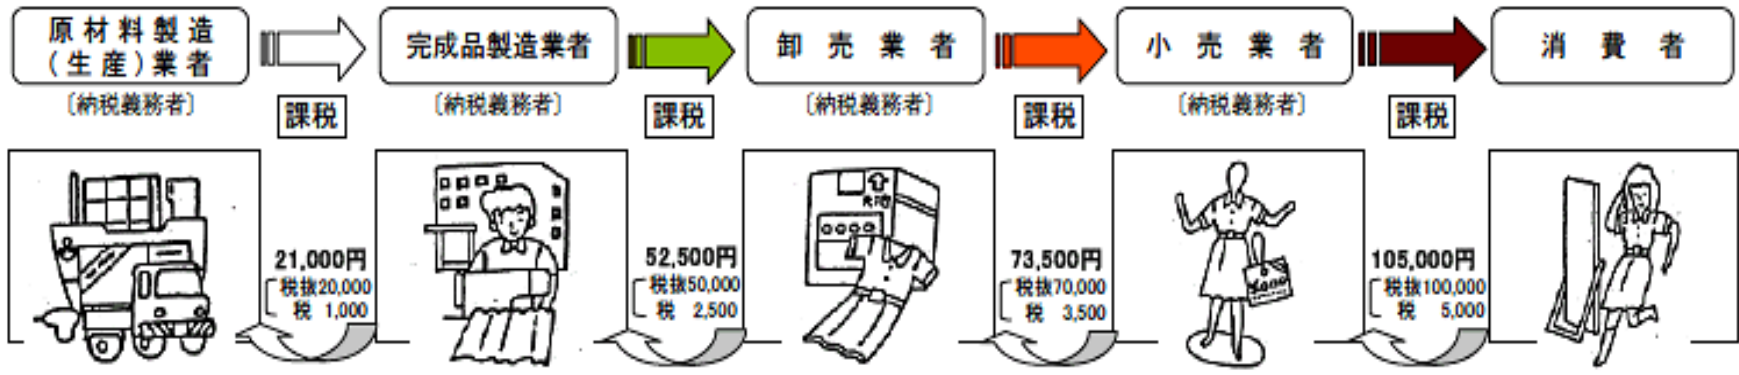 原材料製造
(生産)業者
完成品製造業者
卸売業者
小売業者
消費者
〔納税義務者〕
課税
〔納税義務者〕
課税
〔納税義務者〕
課税
〔納税義務者〕
課税
21,000円
税抜20,000
税 1,000
52,500円
税抜50,000
税 2,500
73,500円
税抜70,000
税 3,500
105,000円
税抜100,000
税 5,000